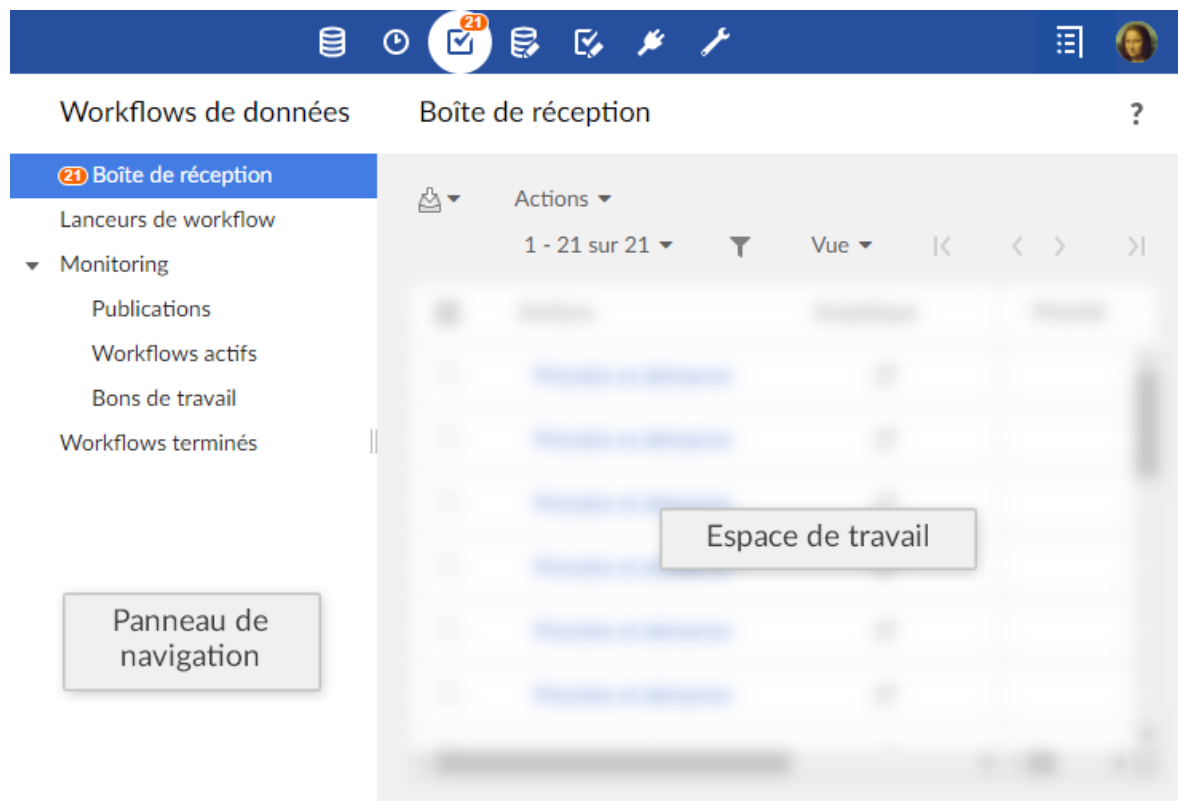 21
Workflows de données
Boîte de réception
?
21 Boîte de réception
Lanceurs de workflow
Monitoring
Publications
Workflows actifs
Bons de travail
Workflows terminés
Actions
1 - 21 sur 21
Vue
Espace de travail
Panneau de
navigation